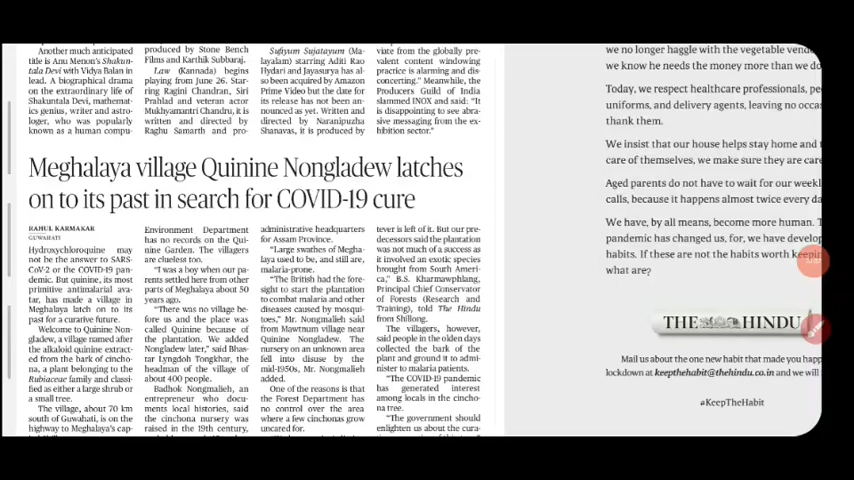 Another much anticipated
title is Anu Menon's Shakun-
tala Devi with Vidya Balan in
lead. A biographical drama
on the extraordinary life of
Shakuntala Devi, mathemat-
ics genius, writer and astro-
loger, who was popularly
known as a human compu-
produced by Stone Bench
Films and Karthik Subbaraj.
Law (Kannada) begins
playing from June 26. Star-
ring Ragini Chandran, Siri
Prahlad and veteran actor
Mukhyamantri Chandru, it is
written and directed by
Raghu Samarth and pro-
Sufiyum Sujatayum (Ma-
layalam) starring Aditi Rao
Hydari and Jayasurya has al-
so been acquired by Amazon
Prime Video but the date for
its release has not been an-
nounced as yet. Written and
directed by Naranipuzha
Shanavas, it is produced by
viate from the globally pre-
valent content windowing
practice is alarming and dis-
concerting." Meanwhile, the
Producers Guild of India
slammed INOX and said: "It
is disappointing to see abra-
sive messaging from the ex-
hibition sector."
Meghalaya village Quinine Nongladew latches
on to its past in search for COVID-19 cure
RAHUL KARMAKAR
GUWAHATI
Hydroxychloroquine may
not be the answer to SARS-
CoV-2 or the COVID-19 pan-
demic. But quinine, its most
primitive antimalarial ava-
tar, has made a village in
Meghalaya latch on to its
past for a curative future.
Welcome to Quinine Non-
gladew, a village named after
the alkaloid quinine extract-
ed from the bark of cincho-
na, a plant belonging to the
Rubiaceae family and classi-
fied as either a large shrub or
a small tree.
The village, about 70 km
south of Guwahati, is on the
highway to Meghalaya's cap-
Environment Department
has no records on the Qui-
nine Garden. The villagers
are clueless too.
"I was a boy when our pa-
rents settled here from other
parts of Meghalaya about 50
years ago.
"There was no village be-
fore us and the place was
called Quinine because of
the plantation. We added
Nongladew later," said Bhas-
tar Lyngdoh Tongkhar, the
headman of the village of
about 400 people.
Badhok Nongmalieh, an
entrepreneur who docu-
ments local histories, said
the cinchona nursery was
raised in the 19th century,
administrative headquarters
for Assam Province.
"Large swathes of Megha-
laya used to be, and still are,
malaria-prone.
"The British had the fore-
sight to start the plantation
to combat malaria and other
diseases caused by mosqui-
toes," Mr. Nongmalieh said
from Mawtnum village near
Quinine Nongladew. The
nursery on an unknown area
fell into disuse by the
mid-1950s, Mr. Nongmalieh
added.
One of the reasons is that
the Forest Department has
no control over the area
where a few cinchonas grow
uncared for.
tever is left of it. But our pre-
decessors said the plantation
was not much of a success as
it involved an exotic species
brought from South Ameri-
ca," B.S. Kharmawphlang,
Principal Chief Conservator
of Forests (Research and
Training), told The Hindu
from Shillong.
The villagers, however,
said people in the olden days
collected the bark of the
plant and ground it to admi-
nister to malaria patients.
"The COVID-19 pandemic
has generated interest
among locals in the cincho-
na tree.
"The government should
enlighten us about the cura-
we no longer haggle with the vegetable vend
we know he needs the money more than we do
Today, we respect healthcare professionals,
uniforms, and delivery agents, leaving no
thank them.
We insist that our house helps stay home and
care of themselves, we make sure they are
Aged parents do not have to wait for our
calls, because it happens almost twice every
We have, by all means, become more human.
pandemic has changed us, for, we have
habits. If these are not the habits worth keeping
what are?
THE HINDU
Mail us about the one new habit that made you
lockdown at keepthehabit@thehindu.co.in and we will
#KeepTheHabit